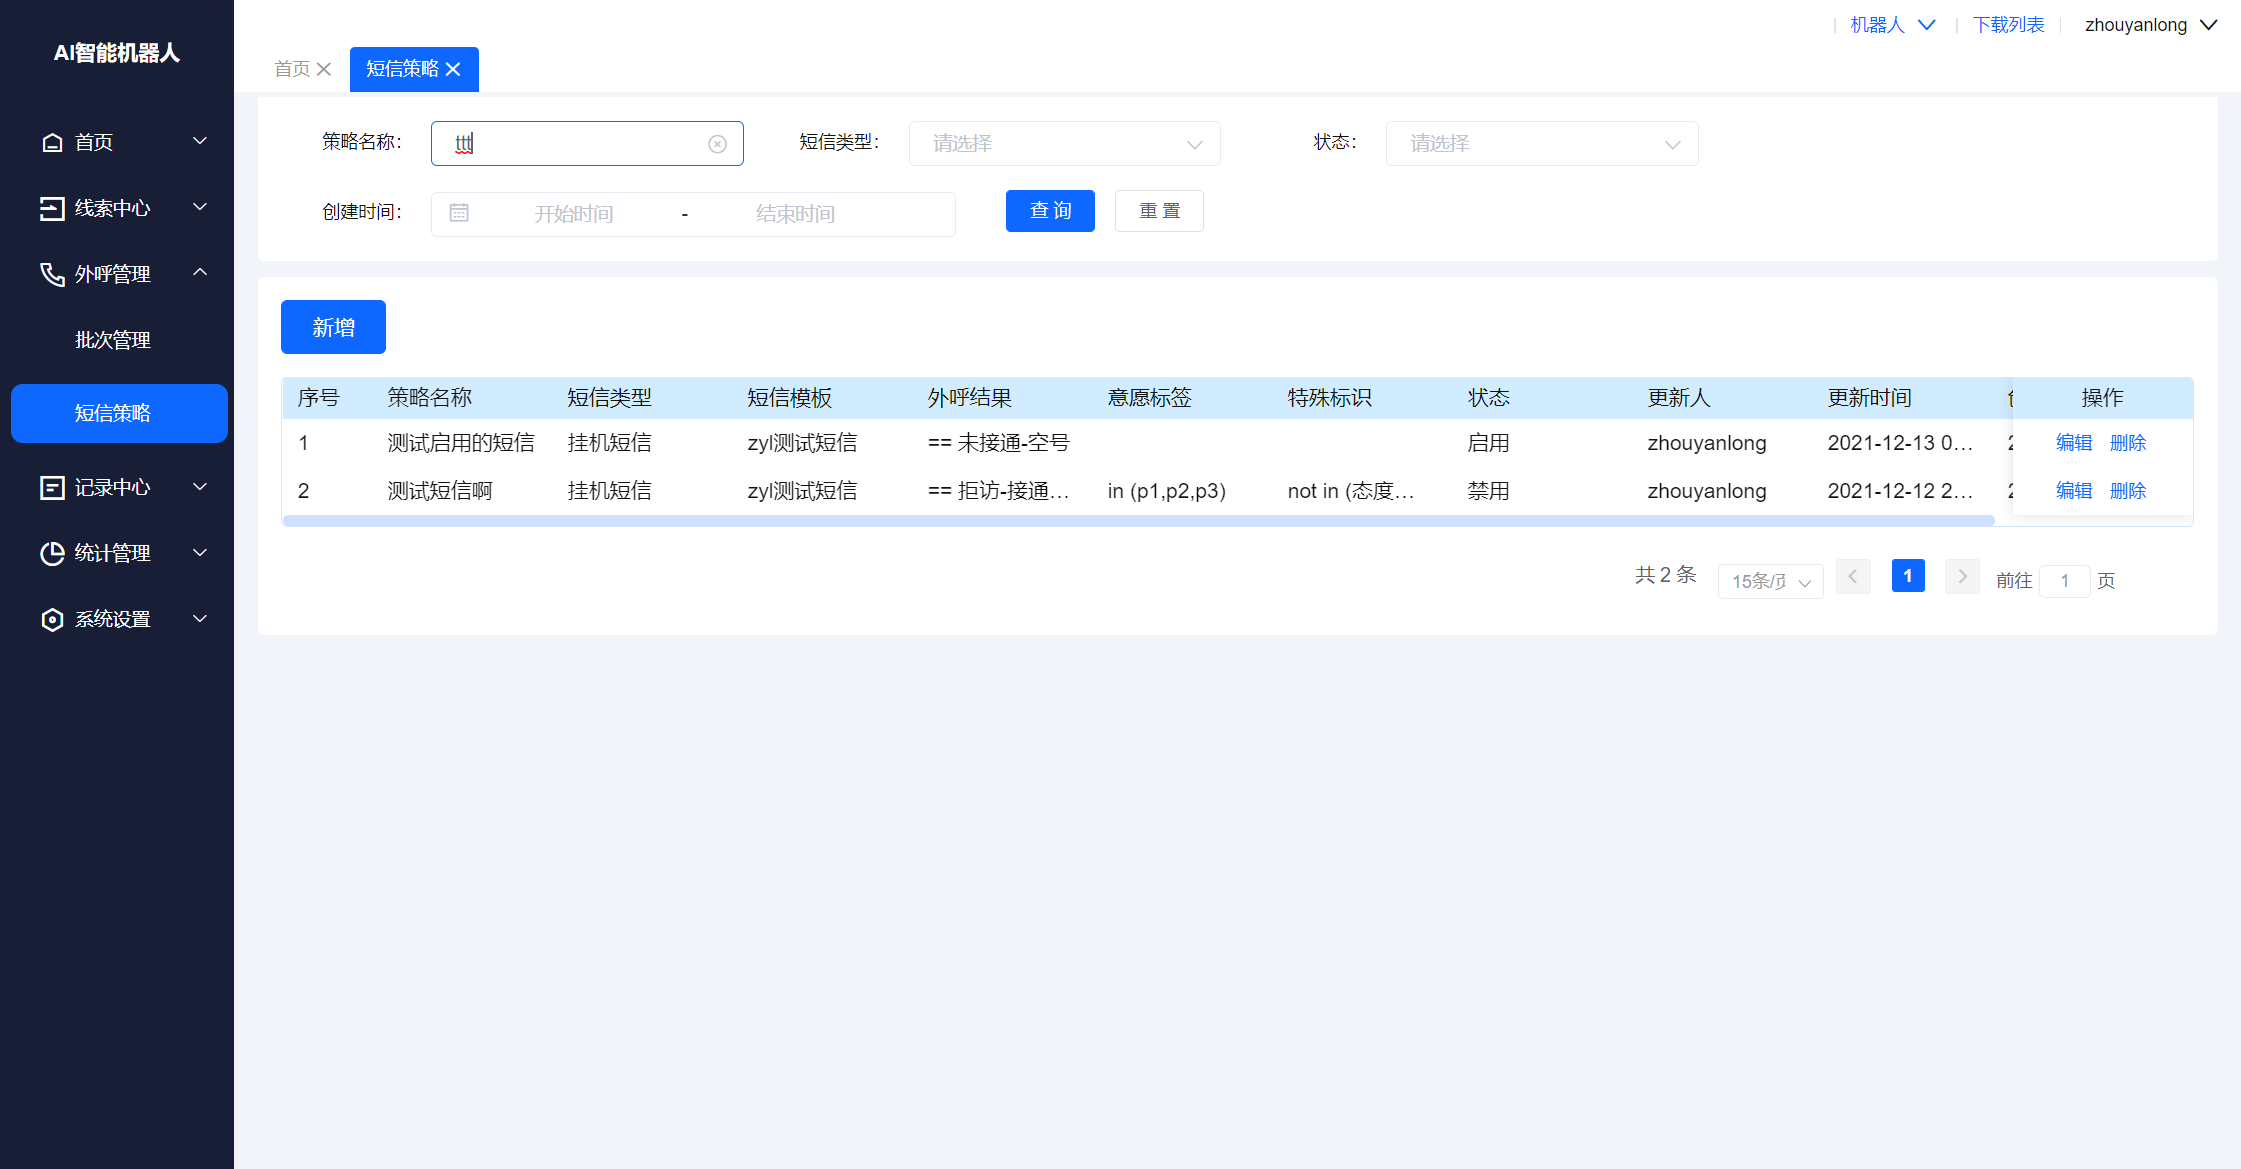 AI智能机器人
首页
线索中心
外呼管理
批次管理
短信策略
记录中心
统计管理
系统设置
机器人
下载列表
zhouyanlong
首页
短信策略
策略名称： ttt
短信类型： 请选择
状态： 请选择
创建时间： 开始时间 - 结束时间
查 询
重 置
新增
序号 策略名称 短信类型 短信模板 外呼结果 意愿标签 特殊标识 状态 更新人 更新时间 操作
1 测试启用的短信 挂机短信 zyl测试短信 == 未接通-空号 启用 zhouyanlong 2021-12-13 0... 编辑 删除
2 测试短信啊 挂机短信 zyl测试短信 == 拒访-接通... in (p1,p2,p3) not in (态度... 禁用 zhouyanlong 2021-12-12 2... 编辑 删除
共 2 条 15条/页 1 前往 1 页